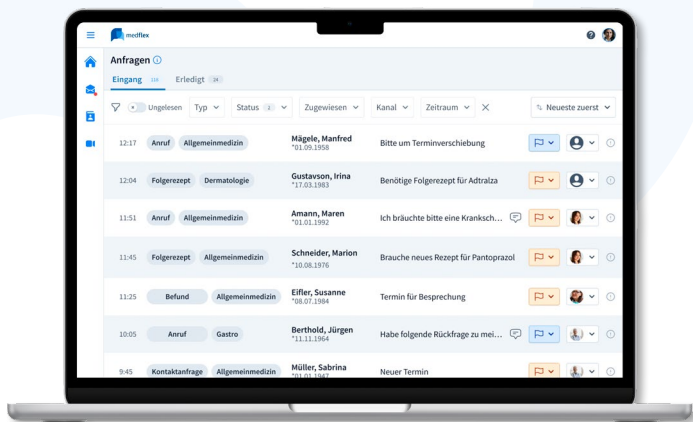 medflex
Anfragen
Eingang
Erledigt 24
Ungelesen Typ Status Zugewiesen Kanal Zeitraum Neueste zuerst
12:17 Anruf Allgemeinmedizin Mägele, Manfred *01.09.1958 Bitte um Terminverschiebung
12:04 Folgerezept Dermatologie Gustavson, Irina *17.03.1983 Benötige Folgerezept für Adtralza
11:51 Anruf Allgemeinmedizin Amann, Maren *01.01.1992 Ich bräuchte bitte eine Kranksch...
11:45 Folgerezept Allgemeinmedizin Schneider, Marion *10.08.1976 Brauche neues Rezept für Pantoprazol
11:25 Befund Allgemeinmedizin Eifler, Susanne *08.07.1984 Termin für Besprechung
10:05 Anruf Gastro Berthold, Jürgen *11.11.1964 Habe folgende Rückfrage zu mei...
9:45 Kontaktanfrage Allgemeinmedizin Müller, Sabrina *01.01.1947 Neuer Termin